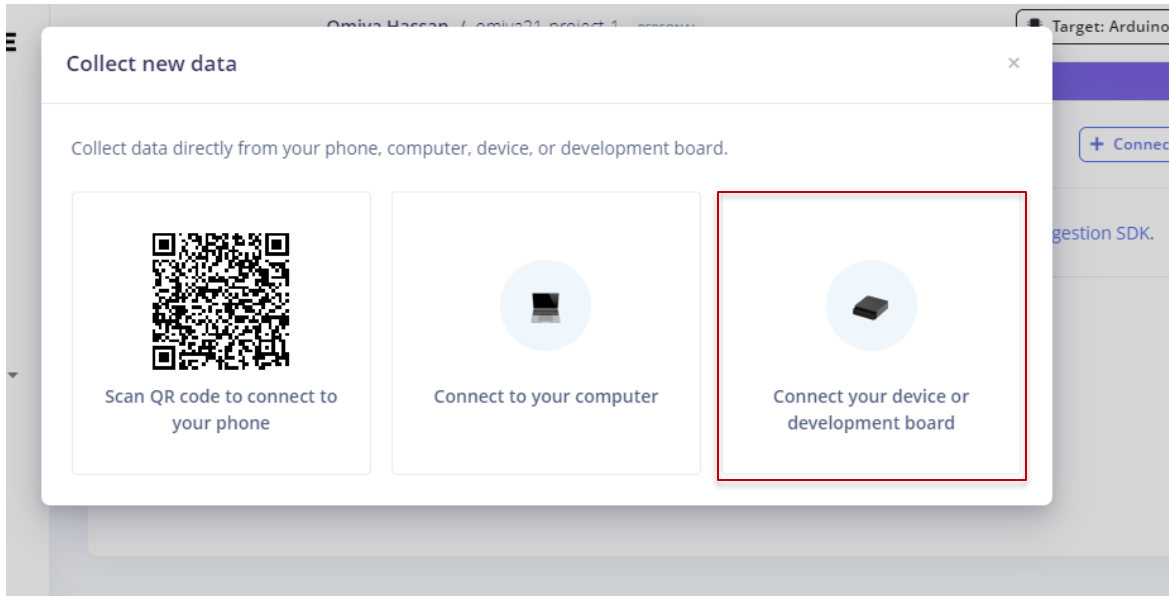 Omiya Hassan / omiya21-project-1 PERSONAL
Target: Arduino
Collect new data
×
Collect data directly from your phone, computer, device, or development board.
+ Connec
gestion SDK.
Scan QR code to connect to
your phone
Connect to your computer
Connect your device or
development board